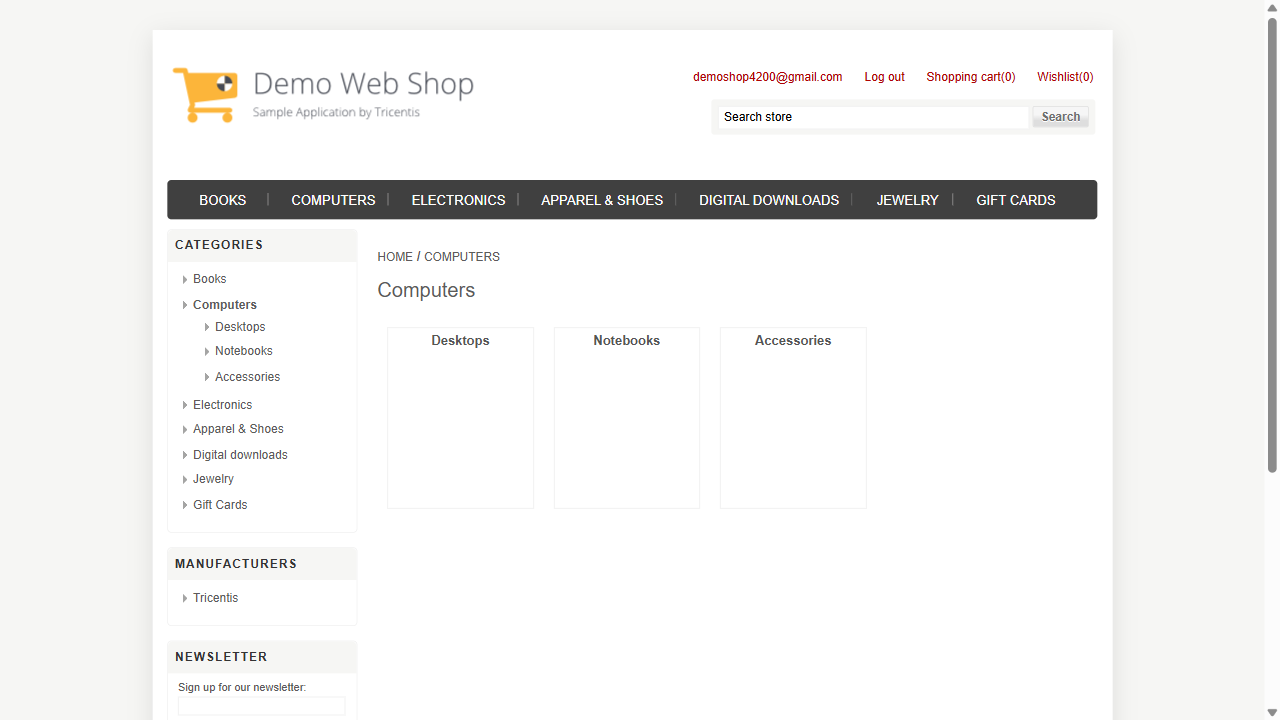 Demo Web Shop
Sample Application by Tricentis
demoshop4200@gmail.com Log out Shopping cart(0) Wishlist(0)
Search store Search
BOOKS COMPUTERS ELECTRONICS APPAREL & SHOES DIGITAL DOWNLOADS JEWELRY GIFT CARDS
CATEGORIES
Books
Computers
Desktops
Notebooks
Accessories
Electronics
Apparel & Shoes
Digital downloads
Jewelry
Gift Cards
MANUFACTURERS
Tricentis
NEWSLETTER
Sign up for our newsletter:
HOME / COMPUTERS
Computers
Desktops Notebooks Accessories